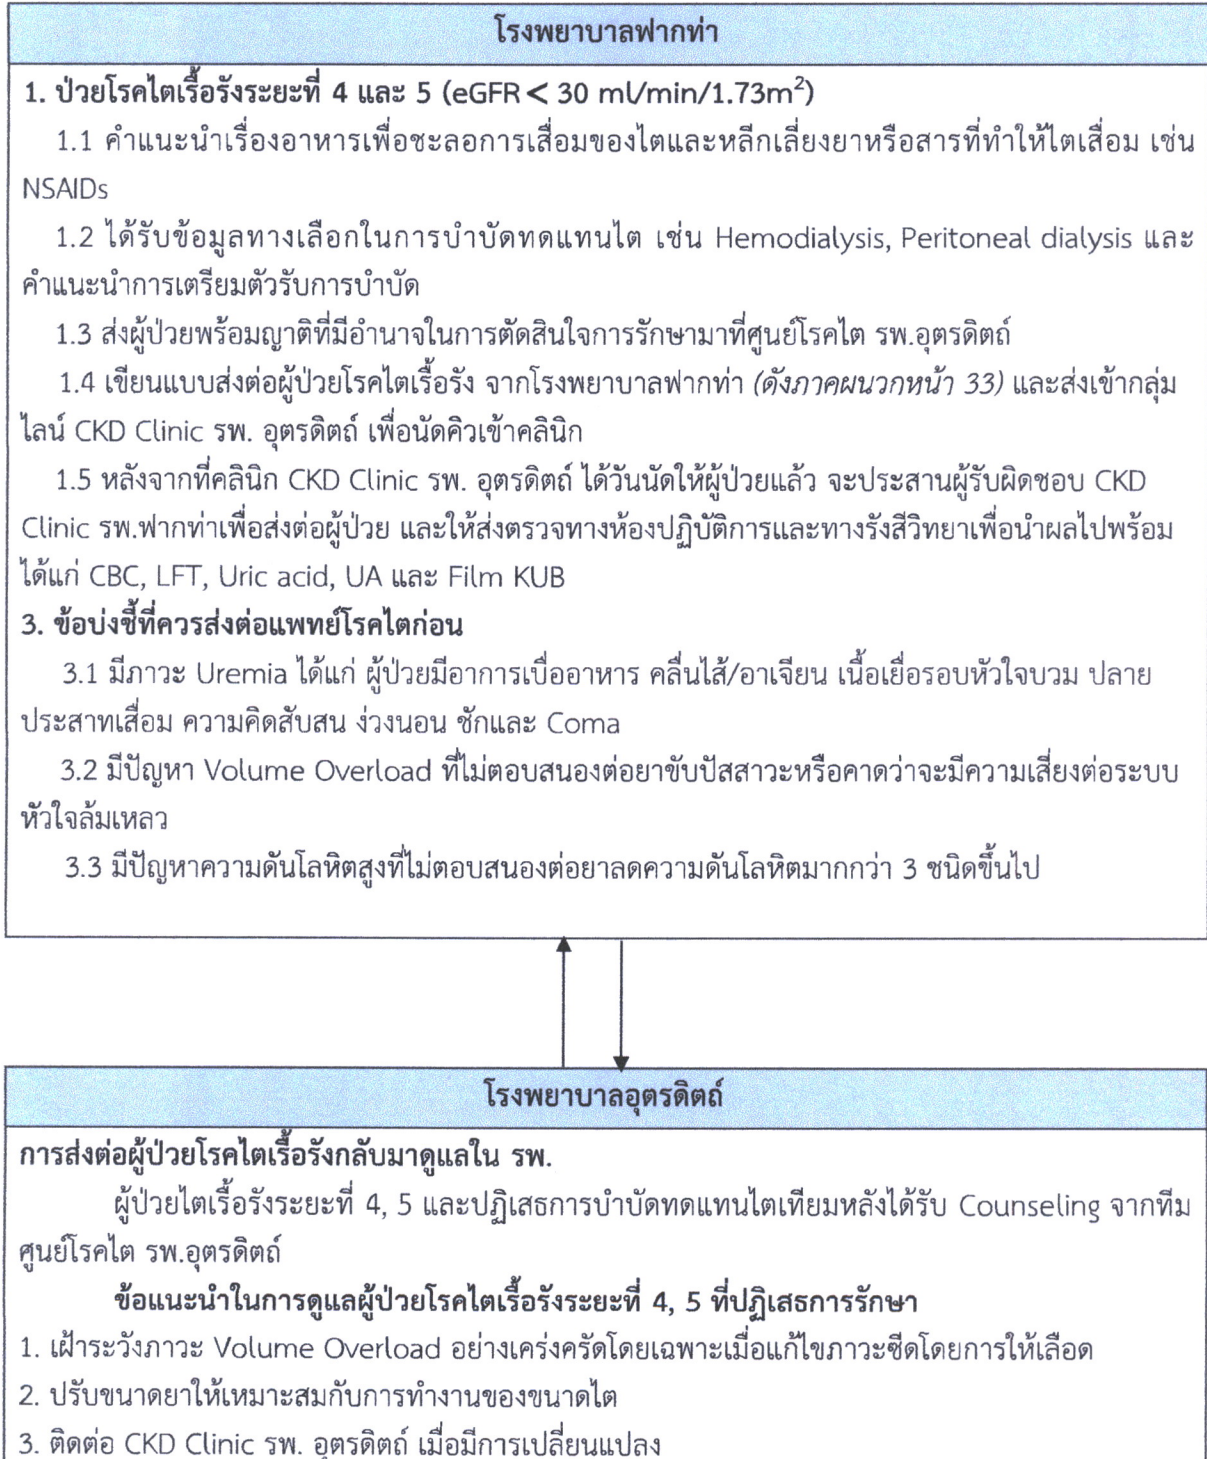 โรงพยาบาลฟากท่า
1. ป่วยโรคไตเรื้อรังระยะที่ 4 และ 5 (eGFR < 30 ml/min/1.73m²)
1.1 คำแนะนำเรื่องอาหารเพื่อชะลอการเสื่อมของไตและหลีกเลี่ยงยาหรือสารที่ทำให้ไตเสื่อม เช่น
NSAIDs
1.2 ได้รับข้อมูลทางเลือกในการบำบัดทดแทนไต เช่น Hemodialysis, Peritoneal dialysis และ
คำแนะนำการเตรียมตัวรับการบำบัด
1.3 ส่งผู้ป่วยพร้อมญาติที่มีอำนาจในการตัดสินใจการรักษามาที่ศูนย์โรคไต รพ.อุตรดิตถ์
1.4 เขียนแบบส่งต่อผู้ป่วยโรคไตเรื้อรัง จากโรงพยาบาลฟากท่า (ดังภาคผนวกหน้า 33) และส่งเข้ากลุ่ม
ไลน์ CKD Clinic รพ. อุตรดิตถ์ เพื่อนัดคิวเข้าคลินิก
1.5 หลังจากที่คลินิก CKD Clinic รพ. อุตรดิตถ์ ได้วันนัดให้ผู้ป่วยแล้ว จะประสานผู้รับผิดชอบ CKD
Clinic รพ.ฟากท่าเพื่อส่งต่อผู้ป่วย และให้ส่งตรวจทางห้องปฏิบัติการและทางรังสีวิทยาเพื่อนำผลไปพร้อม
ได้แก่ CBC, LFT, Uric acid, UA และ Film KUB
3. ข้อบ่งชี้ที่ควรส่งต่อแพทย์โรคไตก่อน
3.1 มีภาวะ Uremia ได้แก่ ผู้ป่วยมีอาการเบื่ออาหาร คลื่นไส้/อาเจียน เนื้อเยื่อรอบหัวใจบวม ปลาย
ประสาทเสื่อม ความคิดสับสน ง่วงนอน ชักและ Coma
3.2 มีปัญหา Volume Overload ที่ไม่ตอบสนองต่อยาขับปัสสาวะหรือคาดว่าจะมีความเสี่ยงต่อระบบ
หัวใจล้มเหลว
3.3 มีปัญหาความดันโลหิตสูงที่ไม่ตอบสนองต่อยาลดความดันโลหิตมากกว่า 3 ชนิดขึ้นไป
โรงพยาบาลอุตรดิตถ์
การส่งต่อผู้ป่วยโรคไตเรื้อรังกลับมาดูแลใน รพ.
ผู้ป่วยไตเรื้อรังระยะที่ 4, 5 และปฏิเสธการบำบัดทดแทนไตเทียมหลังได้รับ Counseling จากทีม
ศูนย์โรคไต รพ.อุตรดิตถ์
ข้อแนะนำในการดูแลผู้ป่วยโรคไตเรื้อรังระยะที่ 4, 5 ที่ปฏิเสธการรักษา
1. เฝ้าระวังภาวะ Volume Overload อย่างเคร่งครัดโดยเฉพาะเมื่อแก้ไขภาวะซีดโดยการให้เลือด
2. ปรับขนาดยาให้เหมาะสมกับการทำงานของขนาดไต
3. ติดต่อ CKD Clinic รพ. อุตรดิตถ์ เมื่อมีการเปลี่ยนแปลง